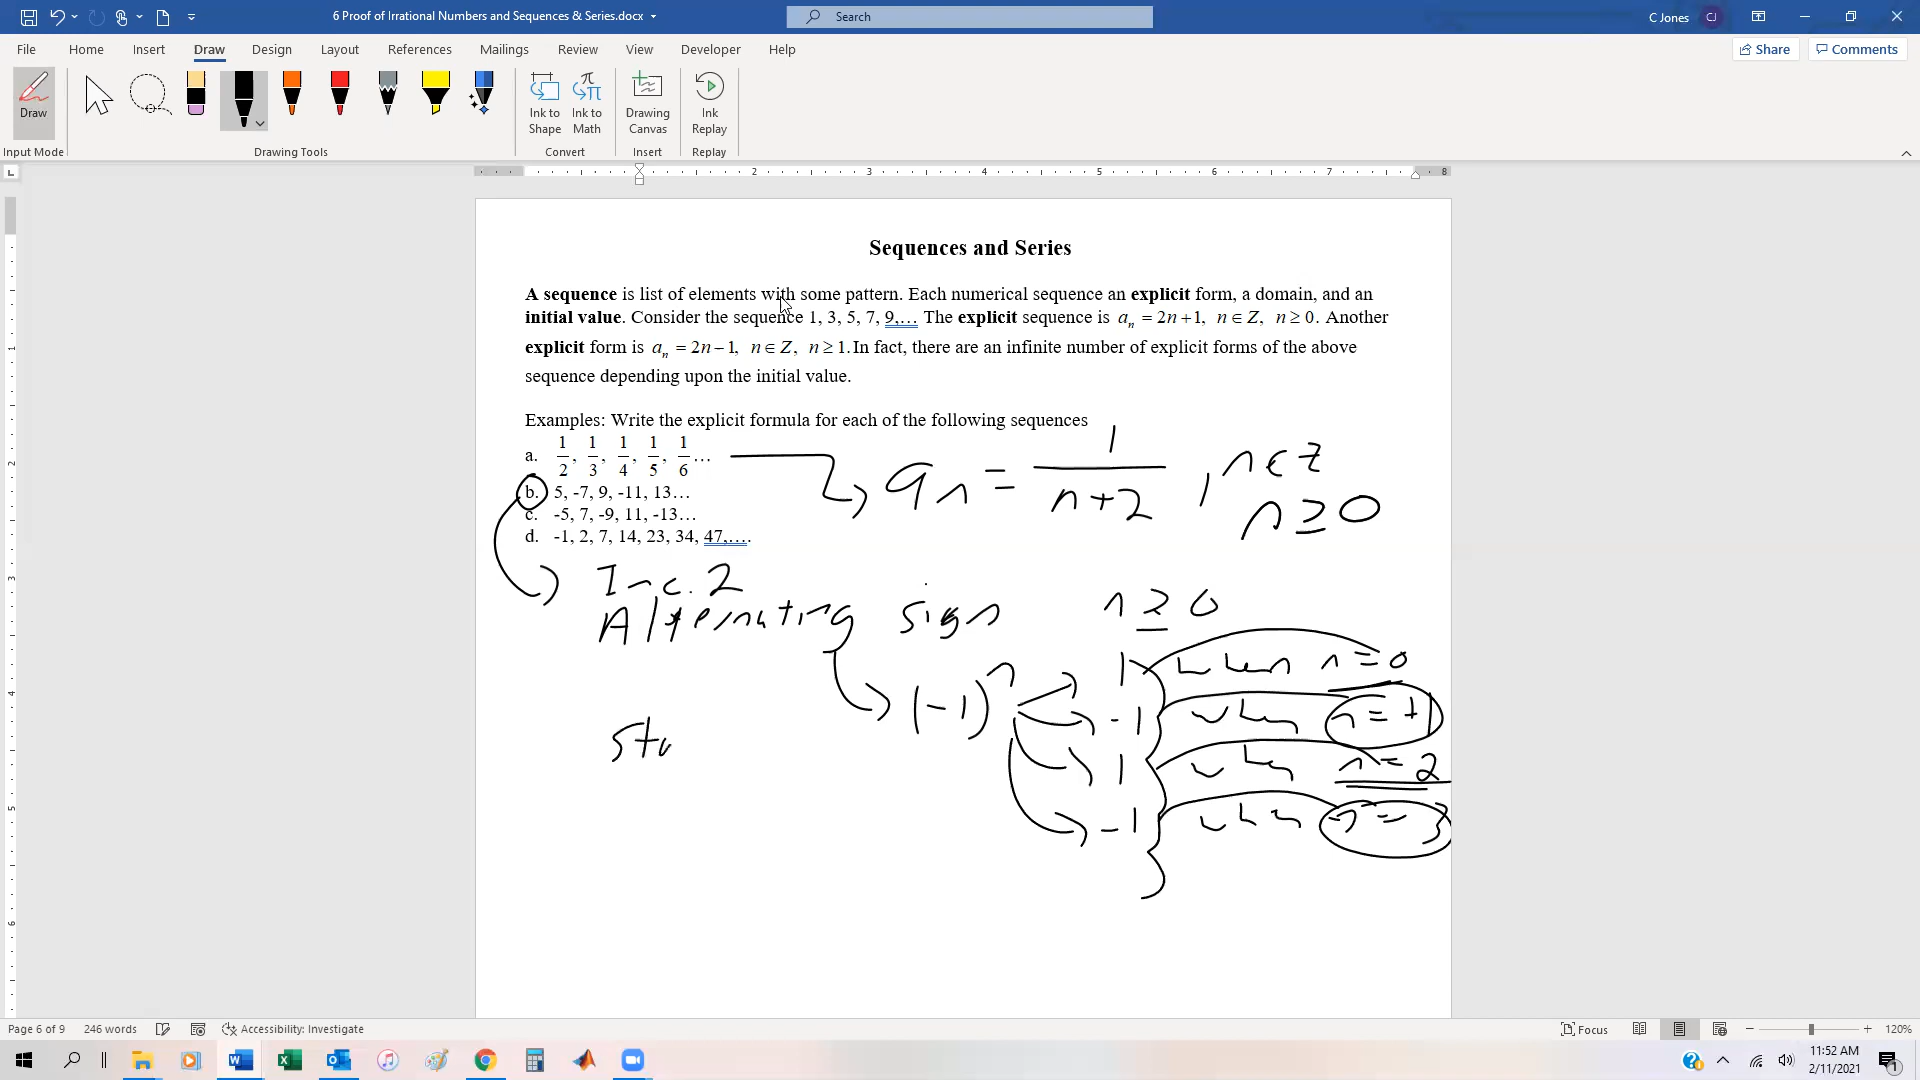 6 Proof of Irrational Numbers and Sequences & Series.docx
Search
C Jones CJ
File Home Insert Draw Design Layout References Mailings Review View Developer Help Share Comments
Draw
Ink to Shape
Ink to Math
Drawing Canvas
Ink Replay
Input Mode Drawing Tools Convert Insert Replay
2 3 4 5 6 7 8
Sequences and Series
A sequence is list of elements with some pattern. Each numerical sequence an explicit form, a domain, and an
initial value. Consider the sequence 1, 3, 5, 7, 9,… The explicit sequence is aₙ = 2n+1, n∈Z, n≥0. Another
explicit form is aₙ = 2n−1, n∈Z, n≥1. In fact, there are an infinite number of explicit forms of the above
sequence depending upon the initial value.
Examples: Write the explicit formula for each of the following sequences
a. 1/2, 1/3, 1/4, 1/5, 1/6…
an = 1/(n+2), n∈Z
n≥0
b. 5, -7, 9, -11, 13…
c. -5, 7, -9, 11, -13…
d. -1, 2, 7, 14, 23, 34, 47,….
Inc. 2
Alternating sign n≥0
1 when n=0
(-1)^n -1 when n=+1
1 when n=2
-1 when n=3
sta
Page 6 of 9 246 words Accessibility: Investigate Focus 120%
11:52 AM
2/11/2021